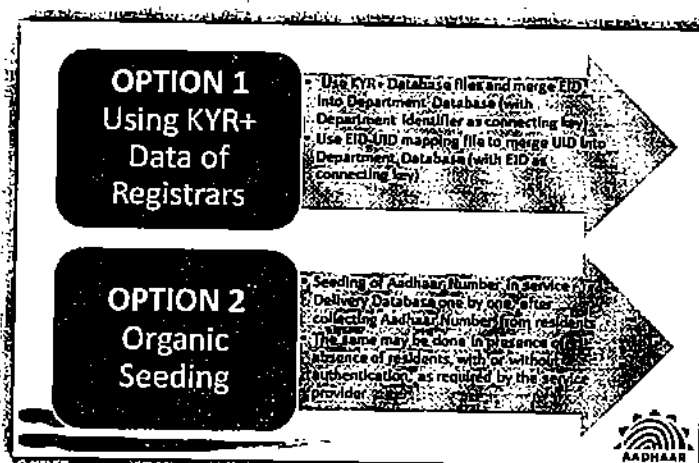 OPTION 1
Using KYR+
Data of
Registrars
Use KYR+ Database files and merge EID
into Department Database (with
Department Identifier as connecting key)
Use EID-UID mapping file to merge UID into
Department Database (with EID as
connecting key)
OPTION 2
Organic
Seeding
Seeding of Aadhaar Number in service
Delivery Database one by one, after
collecting Aadhaar Number from residents
The same may be done in presence or
absence of residents, with or without
authentication, as required by the service
provider
AADHAAR